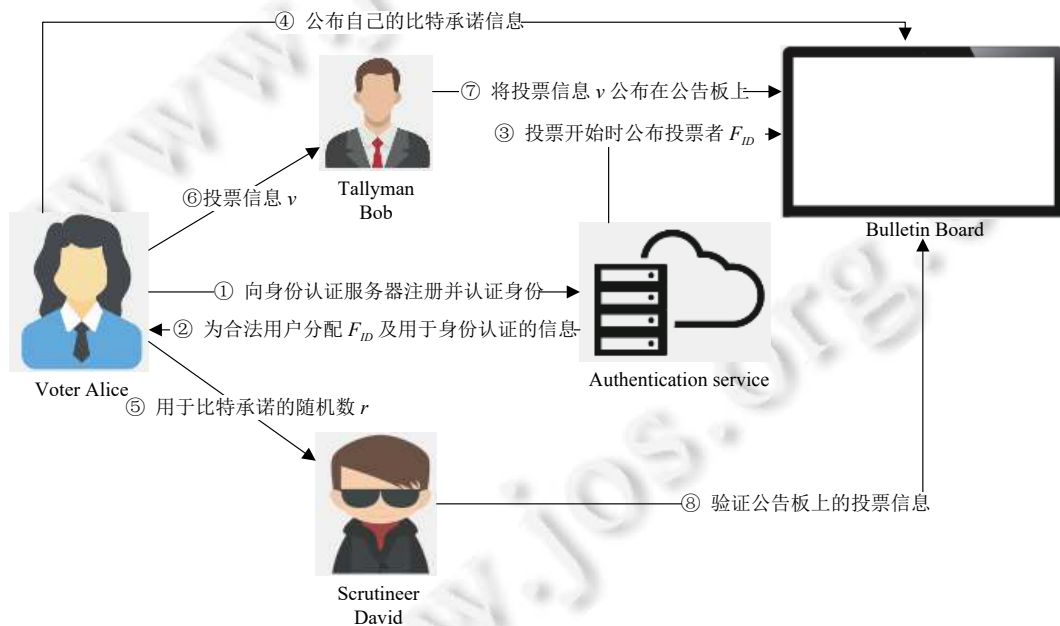 ④ 公布自己的比特承诺信息
⑦ 将投票信息 v 公布在公告板上
③ 投票开始时公布投票者 F_ID
Tallyman
Bob
⑥投票信息 v
Bulletin Board
① 向身份认证服务器注册并认证身份
② 为合法用户分配 F_ID 及用于身份认证的信息
Voter Alice
Authentication service
⑤ 用于比特承诺的随机数 r
⑧ 验证公告板上的投票信息
Scrutineer
David
www.jos.org.